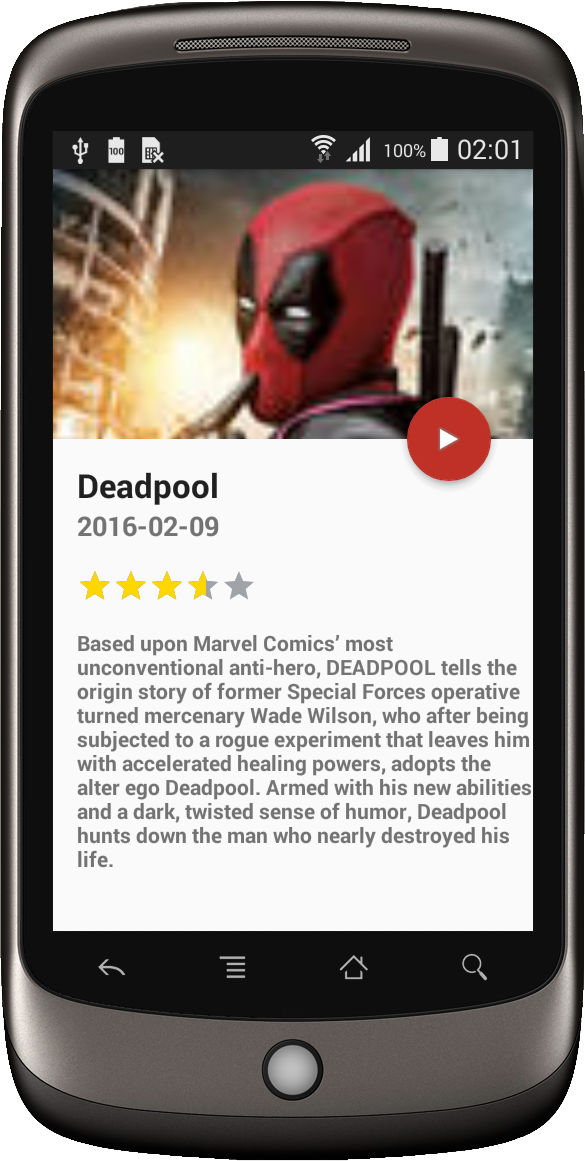 100
100%
02:01
Deadpool
2016-02-09
Based upon Marvel Comics’ most
unconventional anti-hero, DEADPOOL tells the
origin story of former Special Forces operative
turned mercenary Wade Wilson, who after being
subjected to a rogue experiment that leaves him
with accelerated healing powers, adopts the
alter ego Deadpool. Armed with his new abilities
and a dark, twisted sense of humor, Deadpool
hunts down the man who nearly destroyed his
life.